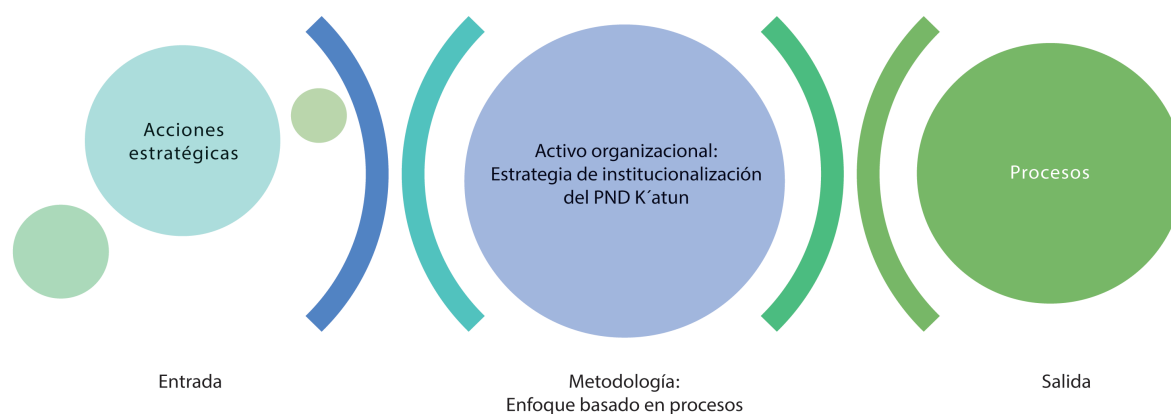 Acciones
estratégicas
Activo organizacional:
Estrategia de institucionalización
del PND K´atun
Procesos
Entrada
Metodología:
Enfoque basado en procesos
Salida